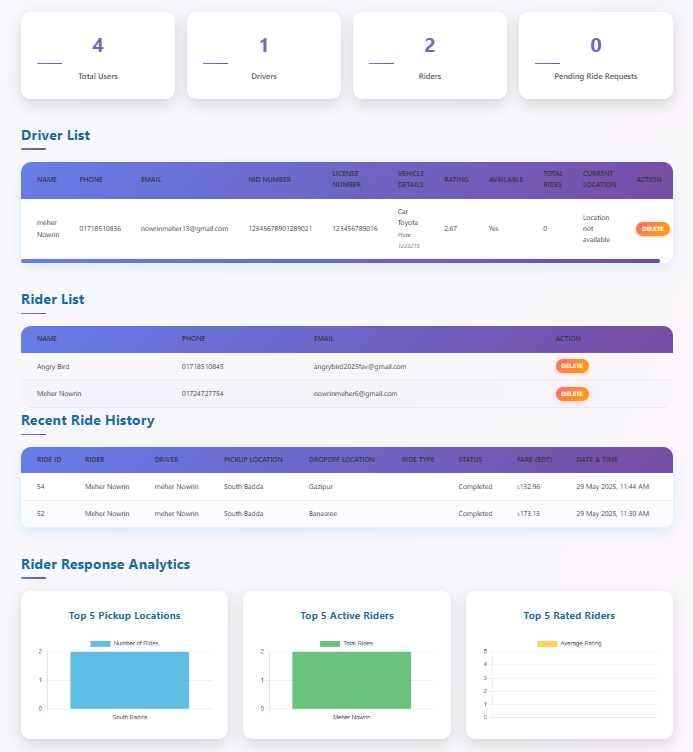 4 1 2 0
Total Users Drivers Riders Pending Ride Requests
Driver List
NAME PHONE EMAIL NID NUMBER LICENSE NUMBER VEHICLE DETAILS RATING AVAILABLE TOTAL RIDES CURRENT LOCATION ACTION
meher Nowrin 01718510836 nowrinmeher13@gmail.com 12345678901289021 123456789016 Car Toyota Plate: 1223215 2.67 Yes 0 Location not available DELETE
Rider List
NAME PHONE EMAIL ACTION
Angry Bird 01718510845 angrybird2025fav@gmail.com DELETE
Meher Nowrin 01724727754 nowrinmeher6@gmail.com DELETE
Recent Ride History
RIDE ID RIDER DRIVER PICKUP LOCATION DROPOFF LOCATION RIDE TYPE STATUS FARE (BDT) DATE & TIME
54 Meher Nowrin meher Nowrin South Badda Gazipur Completed ৳132.96 29 May 2025, 11:44 AM
52 Meher Nowrin meher Nowrin South Badda Banasree Completed ৳173.13 29 May 2025, 11:30 AM
Rider Response Analytics
Top 5 Pickup Locations
Number of Rides
2
1
0
South Badda
Top 5 Active Riders
Total Rides
2
1
0
Meher Nowrin
Top 5 Rated Riders
Average Rating
5
4
3
2
1
0